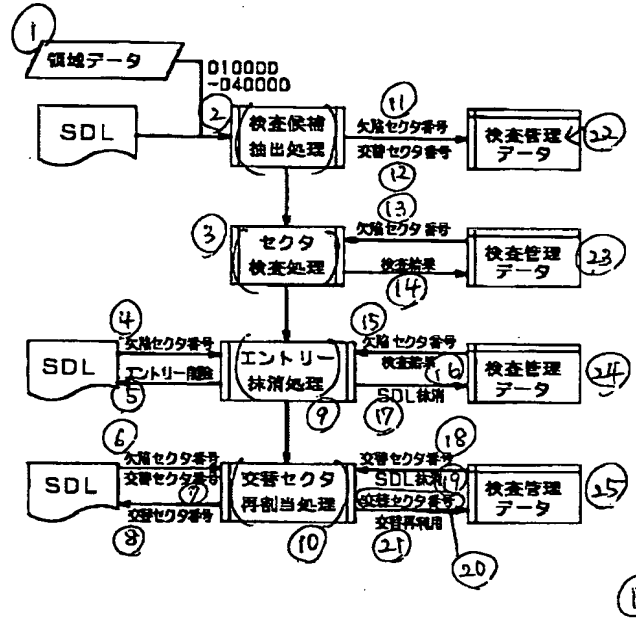 ①
領域データ
010000
-040000
②
SDL
検査候補
抽出処理
⑪
欠陥セクタ番号
交替セクタ番号
⑫
検査管理
データ
㉒
③
セクタ
検査処理
⑬
欠陥セクタ番号
検査結果
⑭
検査管理
データ
㉓
④
欠陥セクタ番号
エントリー削除
⑤
SDL
エントリー
抹消処理
⑨
⑮
欠陥セクタ番号
検査結果
⑯
SDL抹消
⑰
検査管理
データ
㉔
⑥
欠陥セクタ番号
交替セクタ番号
⑦
交替セクタ番号
⑧
SDL
交替セクタ
再割当処理
⑩
⑱
交替セクタ番号
SDL抹消
⑲
交替セクタ番号
交替再利用
㉑
⑳
検査管理
データ
㉕